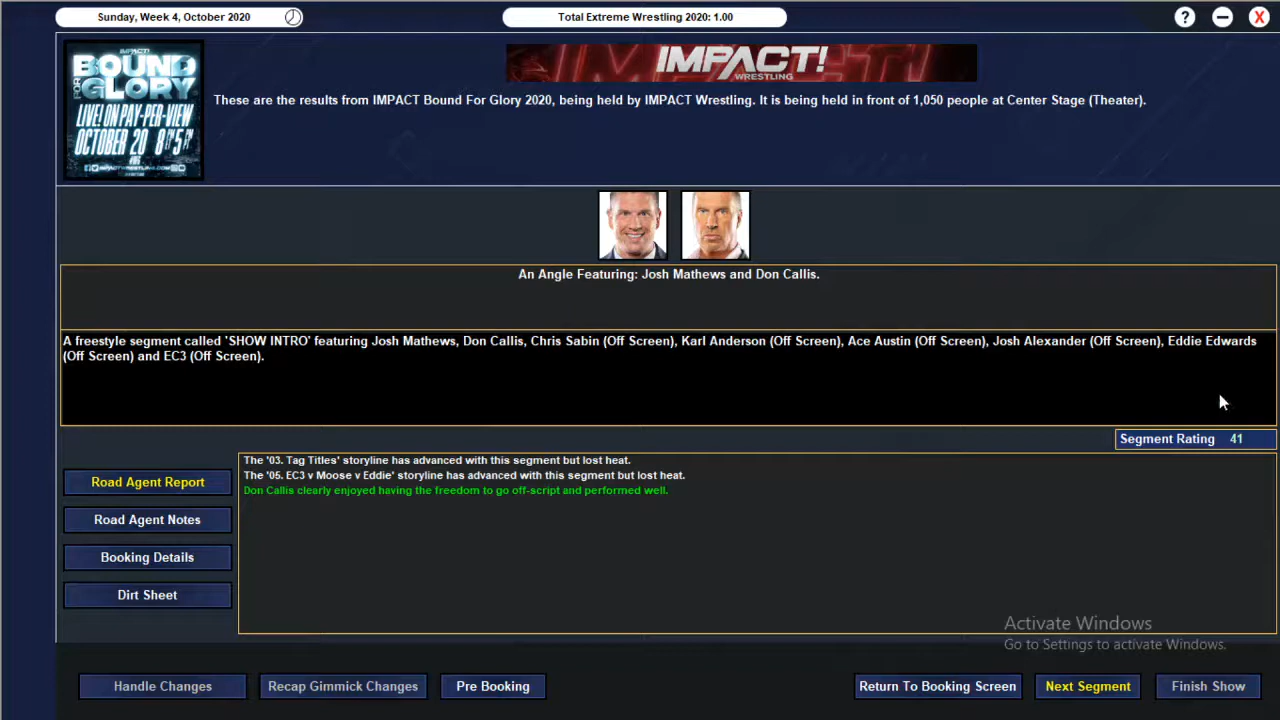 Sunday, Week 4, October 2020
Total Extreme Wrestling 2020: 1.00
?
X
IMPACT!
BOUND
FOR
GLORY
LIVE! ON PAY-PER-VIEW
OCTOBER 20
IMPACT!
WRESTLING
These are the results from IMPACT Bound For Glory 2020, being held by IMPACT Wrestling. It is being held in front of 1,050 people at Center Stage (Theater).
An Angle Featuring: Josh Mathews and Don Callis.
A freestyle segment called 'SHOW INTRO' featuring Josh Mathews, Don Callis, Chris Sabin (Off Screen), Karl Anderson (Off Screen), Ace Austin (Off Screen), Josh Alexander (Off Screen), Eddie Edwards
(Off Screen) and EC3 (Off Screen).
Segment Rating 41
The '03. Tag Titles' storyline has advanced with this segment but lost heat.
The '05. EC3 v Moose v Eddie' storyline has advanced with this segment but lost heat.
Don Callis clearly enjoyed having the freedom to go off-script and performed well.
Road Agent Report
Road Agent Notes
Booking Details
Dirt Sheet
Activate Windows
Go to Settings to activate Windows.
Handle Changes
Recap Gimmick Changes
Pre Booking
Return To Booking Screen
Next Segment
Finish Show